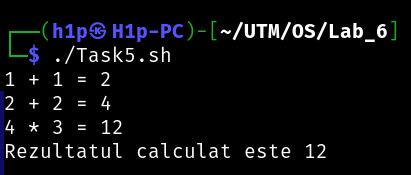 ┌──(h1p㉿H1p-PC)-[~/UTM/OS/Lab_6]
└─$ ./Task5.sh
1 + 1 = 2
2 + 2 = 4
4 * 3 = 12
Rezultatul calculat este 12